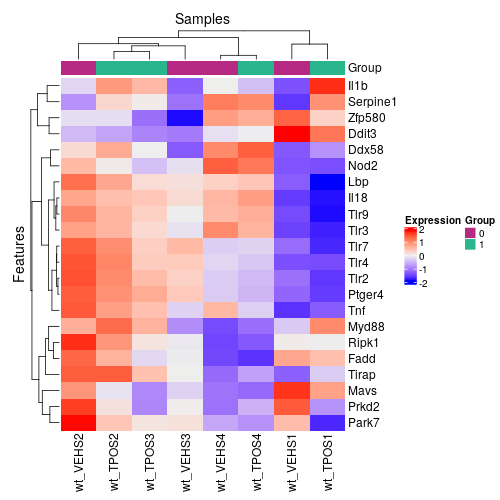 Samples
Group
Il1b
Serpine1
Zfp580
Ddit3
Ddx58
Nod2
Lbp
Il18
Tlr9
Tlr3
Tlr7
Tlr4
Tlr2
Ptger4
Tnf
Myd88
Ripk1
Fadd
Tirap
Mavs
Prkd2
Park7
Features
wt_VEHS2
wt_TPOS2
wt_TPOS3
wt_VEHS3
wt_VEHS4
wt_TPOS4
wt_VEHS1
wt_TPOS1
Expression Group
2 0
1 1
0
-1
-2